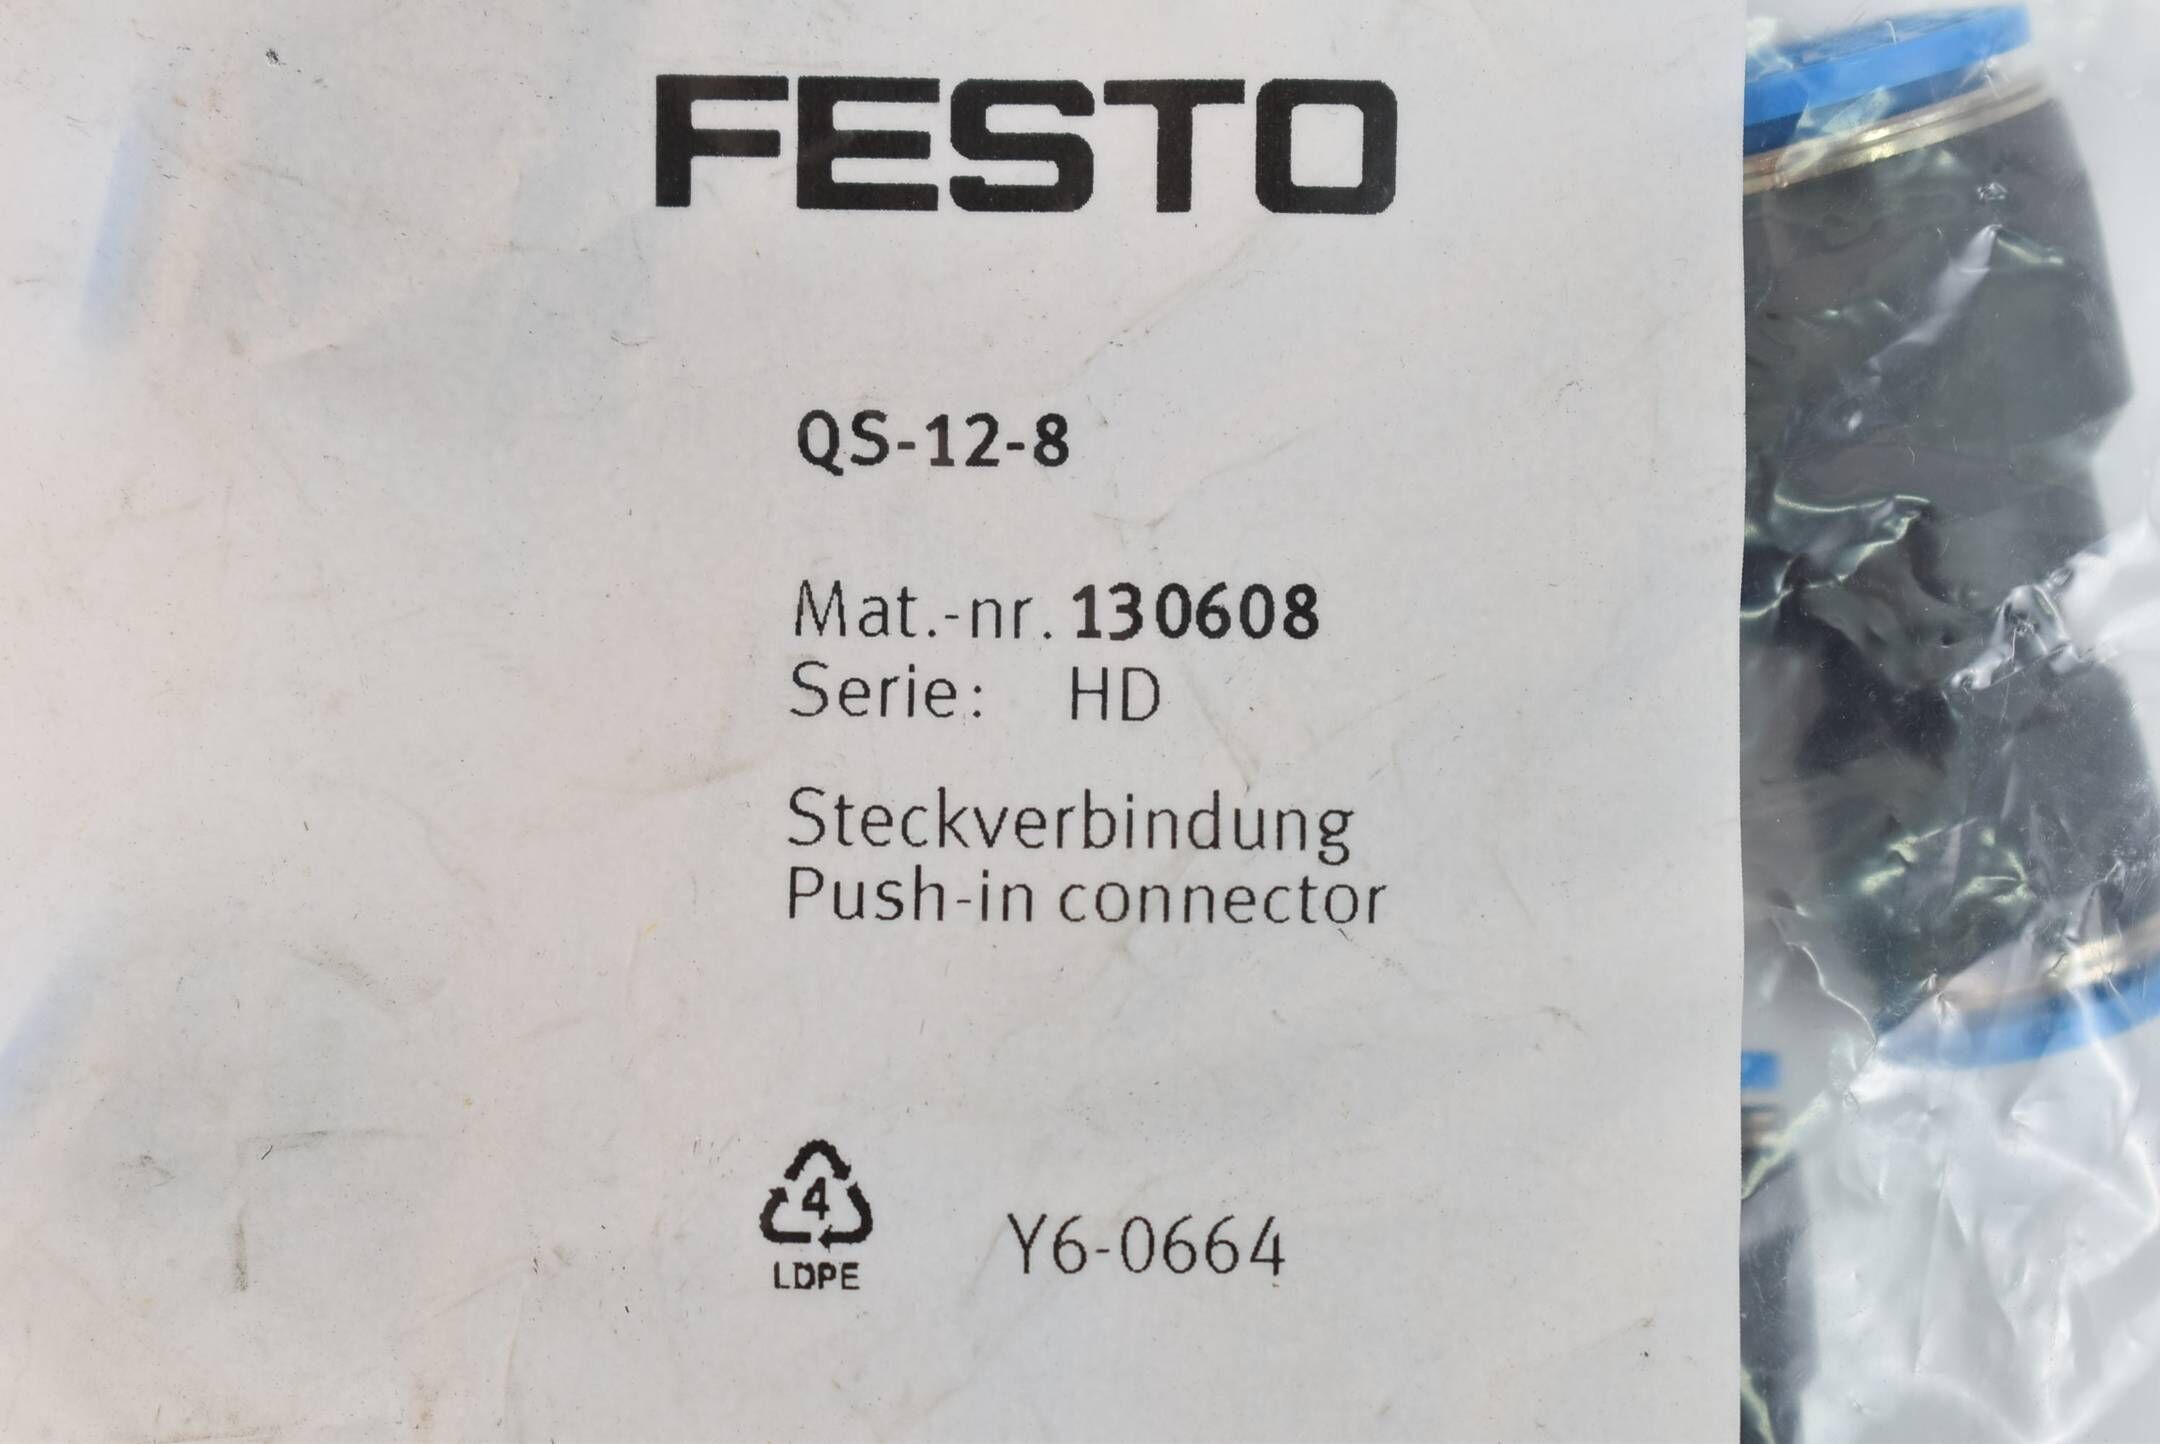 FESTO
QS-12-8
Mat.-nr. 130608
Serie: HD
Steckverbindung
Push-in connector
4
LDPE
Y6-0664